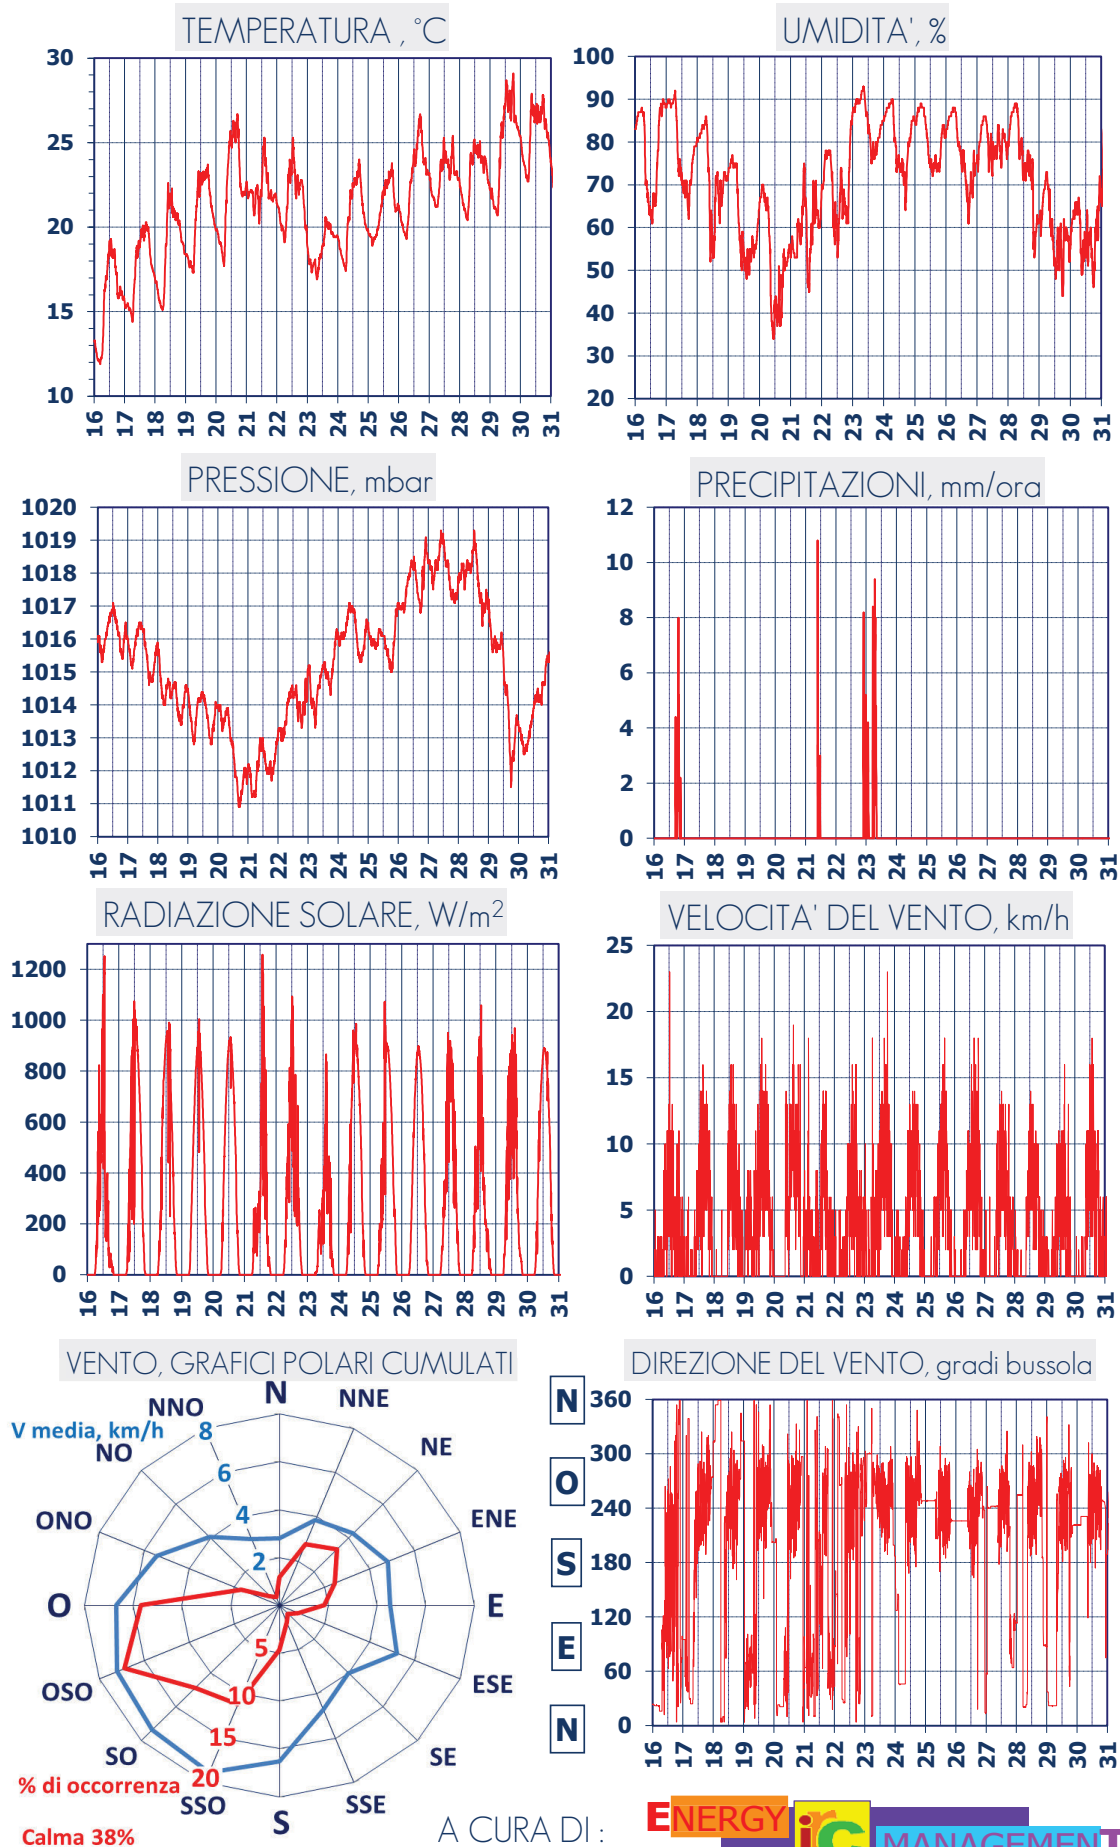 TEMPERATURA , °C
30
25
20
15
10
16 17 18 19 20 21 22 23 24 25 26 27 28 29 30 31
UMIDITA', %
100
90
80
70
60
50
40
30
20
16 17 18 19 20 21 22 23 24 25 26 27 28 29 30 31
PRESSIONE, mbar
1020
1019
1018
1017
1016
1015
1014
1013
1012
1011
1010
16 17 18 19 20 21 22 23 24 25 26 27 28 29 30 31
PRECIPITAZIONI, mm/ora
12
10
8
6
4
2
0
16 17 18 19 20 21 22 23 24 25 26 27 28 29 30 31
RADIAZIONE SOLARE, W/m²
1200
1000
800
600
400
200
0
16 17 18 19 20 21 22 23 24 25 26 27 28 29 30 31
VELOCITA' DEL VENTO, km/h
25
20
15
10
5
0
16 17 18 19 20 21 22 23 24 25 26 27 28 29 30 31
VENTO, GRAFICI POLARI CUMULATI
N
NNE
NE
ENE
E
ESE
SE
SSE
S
SSO
SO
OSO
O
ONO
NO
NNO
V media, km/h
8
6
4
2
5
10
15
20
% di occorrenza
Calma 38%
DIREZIONE DEL VENTO, gradi bussola
N
O
S
E
N
360
300
240
180
120
60
0
16 17 18 19 20 21 22 23 24 25 26 27 28 29 30 31
A CURA DI :
ENERGY
irc
MANAGEMENT